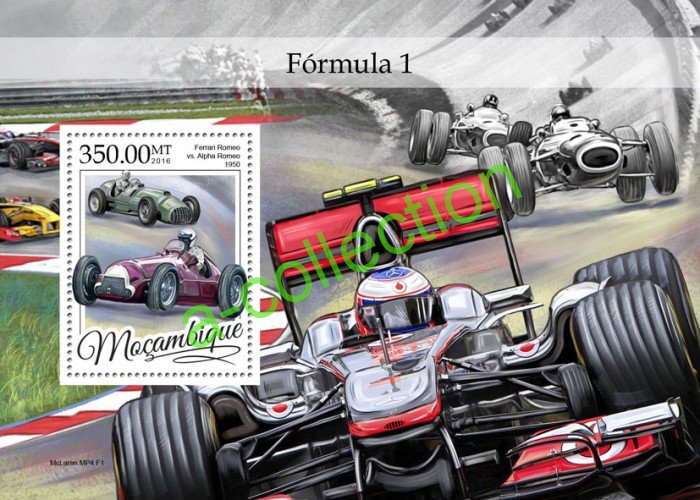 Fórmula 1
350.00MT
2016
Ferrari Romeo
vs. Alpha Romeo
1950
Moçambique
a-collection
McLaren MP4 F1